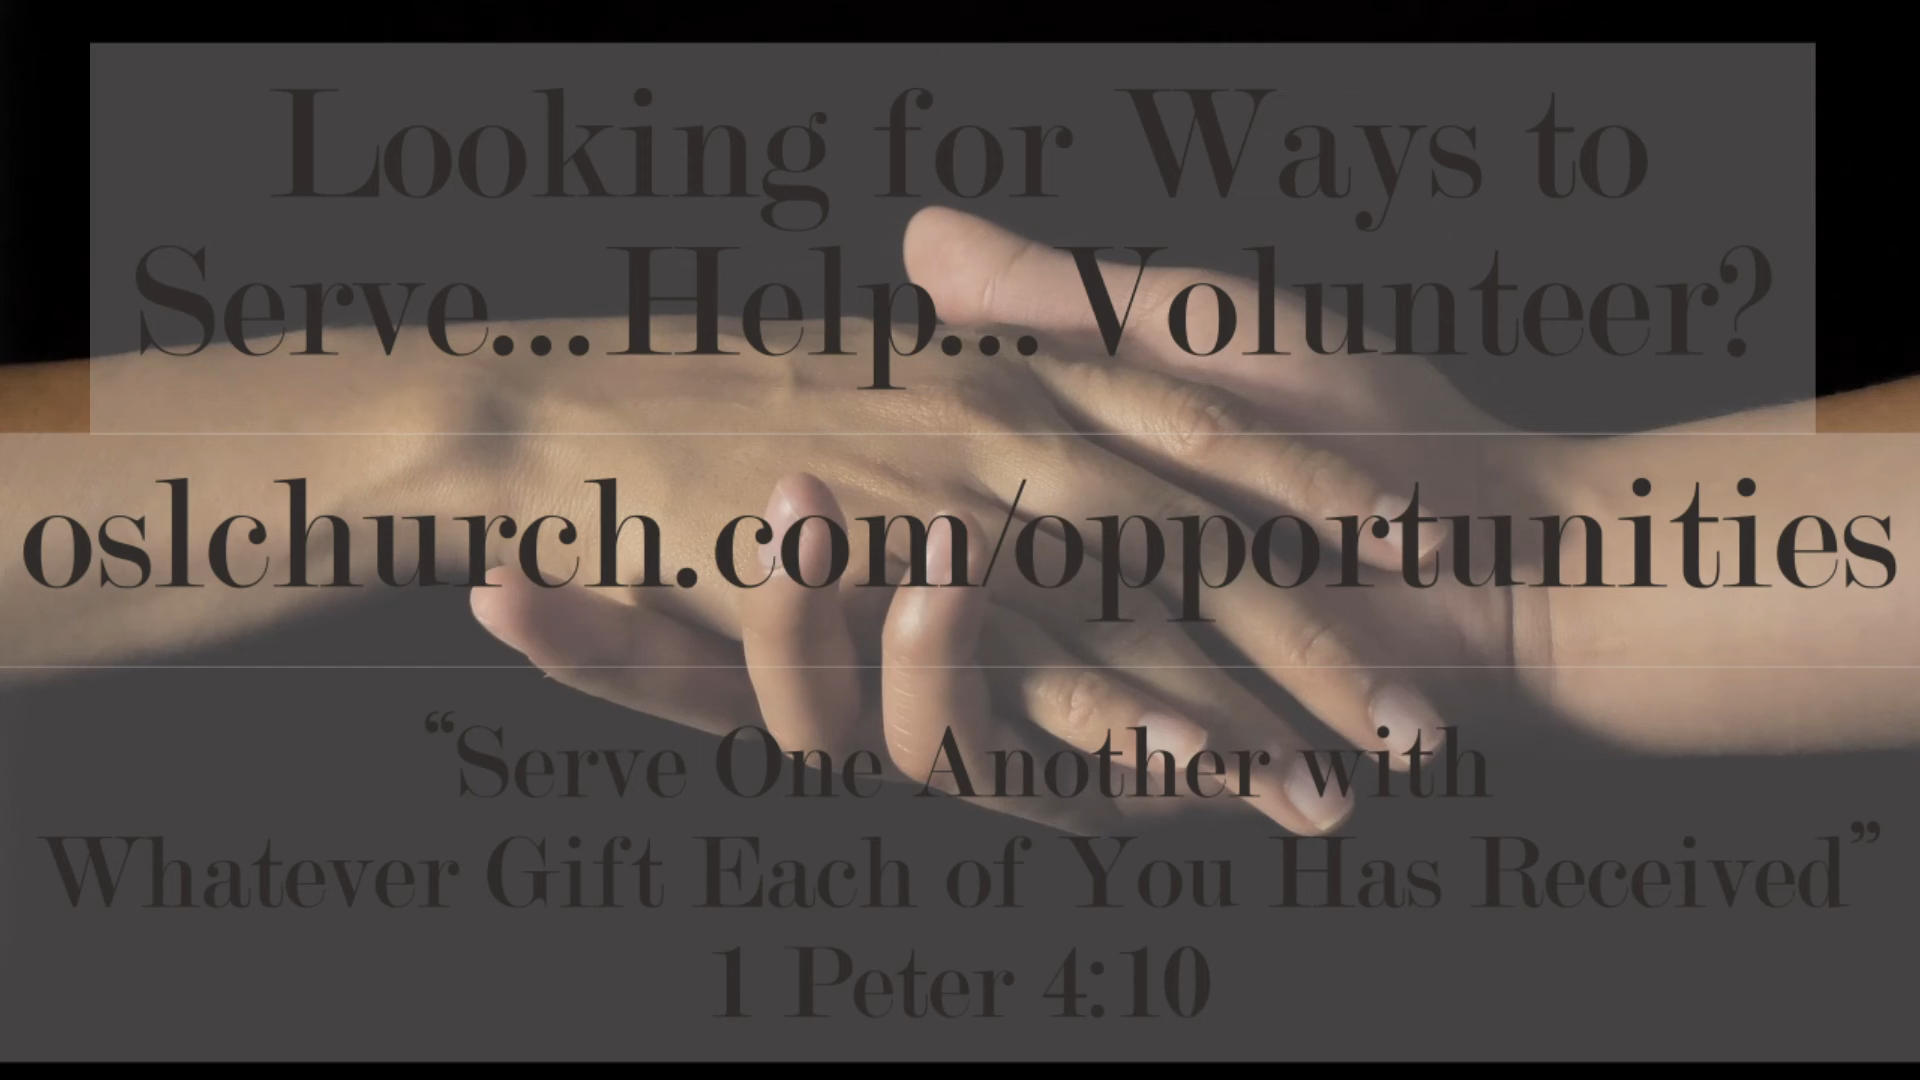 Looking for Ways to
Serve...Help...Volunteer?
oslchurch.com/opportunities
“Serve One Another with
Whatever Gift Each of You Has Received”
1 Peter 4:10